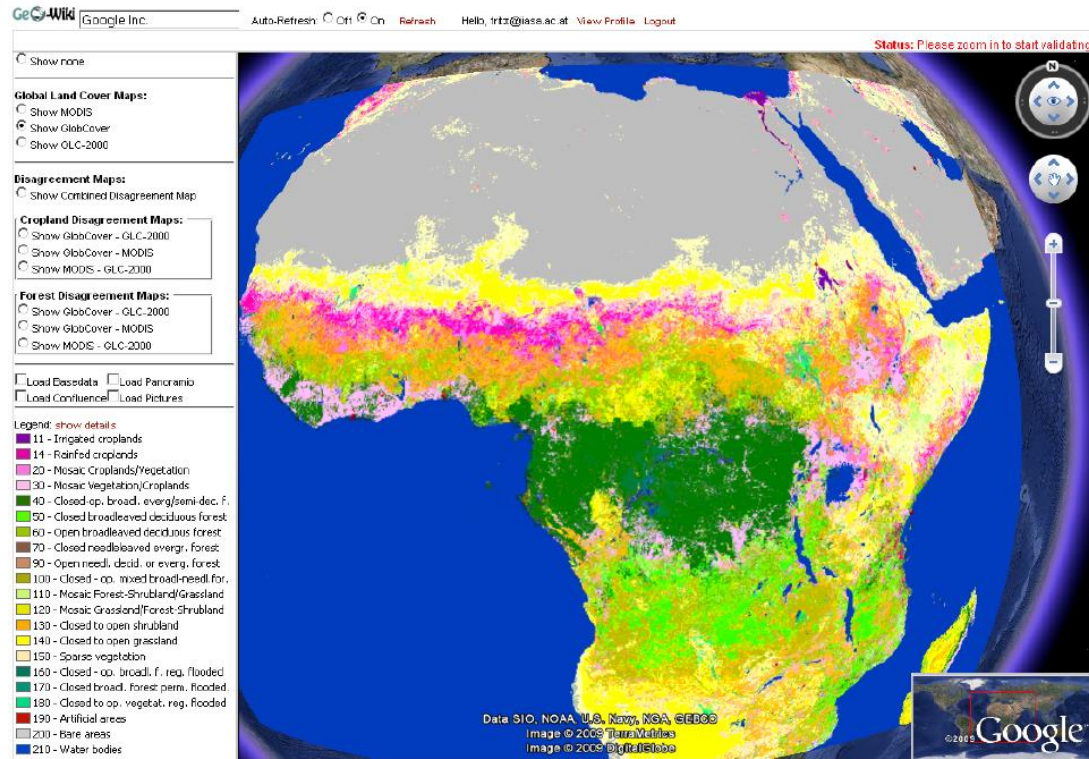 Geo-Wiki Google Inc. Auto-Refresh: Off On Refresh Hello, fritz@iiasa.ac.at View Profile Logout
Status: Please zoom in to start validating
Show none
Global Land Cover Maps:
Show MODIS
Show GlobCover
Show GLC-2000
Disagreement Maps:
Show Combined Disagreement Map
Cropland Disagreement Maps:
Show GlobCover - GLC-2000
Show GlobCover - MODIS
Show MODIS - GLC-2000
Forest Disagreement Maps:
Show GlobCover - GLC-2000
Show GlobCover - MODIS
Show MODIS - GLC-2000
Load Basedata Load Panoramio
Load Confluence Load Pictures
Legend: show details
11 - Irrigated croplands
14 - Rainfed croplands
20 - Mosaic Croplands/Vegetation
30 - Mosaic Vegetation/Croplands
40 - Closed-op. broadl. everg/semi-dec. f.
50 - Closed broadleaved deciduous forest
60 - Open broadleaved deciduous forest
70 - Closed needleleaved evergr. forest
90 - Open needl. decid. or everg. forest
100 - Closed - op. mixed broadl-needl.for.
110 - Mosaic Forest-Shrubland/Grassland
120 - Mosaic Grassland/Forest-Shrubland
130 - Closed to open shrubland
140 - Closed to open grassland
150 - Sparse vegetation
160 - Closed - op. broadl. f. reg. flooded
170 - Closed broadl. forest perm. flooded.
180 - Closed to op. vegetat. reg. flooded
190 - Artificial areas
200 - Bare areas
210 - Water bodies
N
Data SIO, NOAA, U.S. Navy, NGA, GEBCO
Image © 2009 TerraMetrics
Image © 2009 DigitalGlobe
©2009 Google